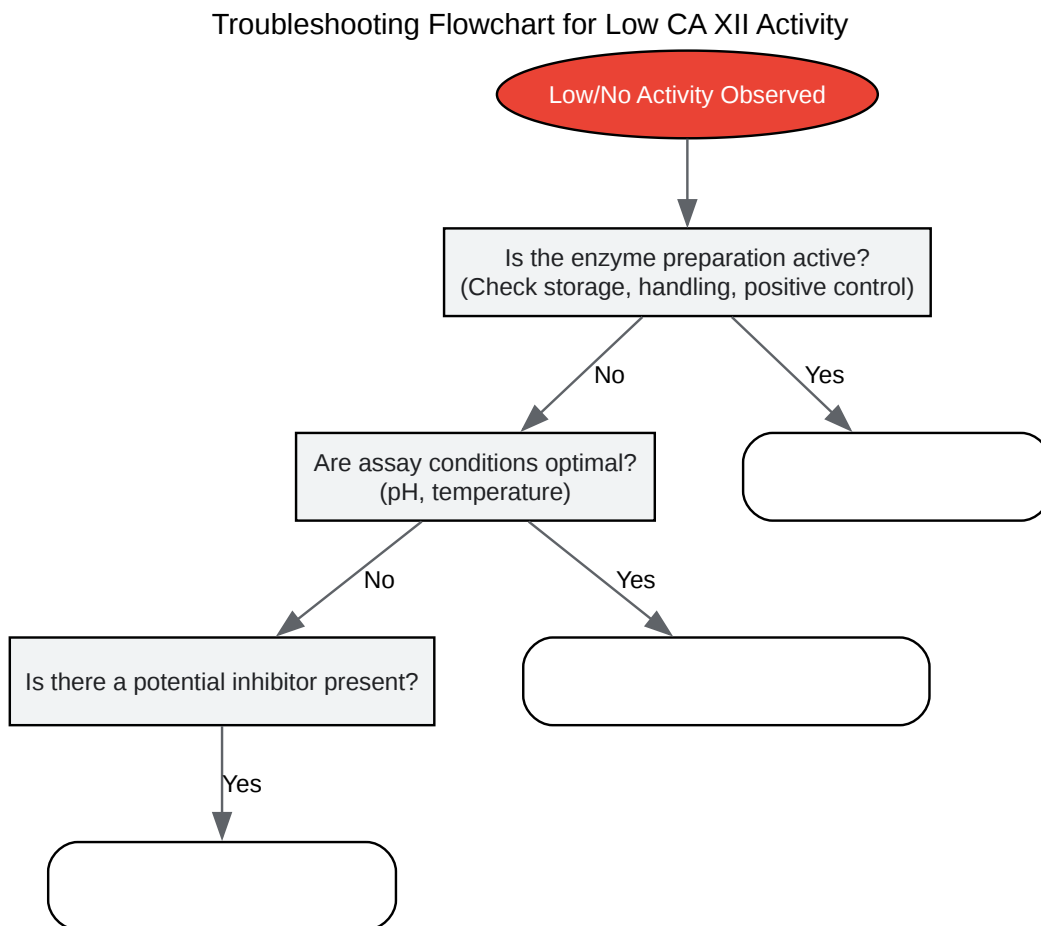 Troubleshooting Flowchart for Low CA XII Activity
Low/No Activity Observed
Is the enzyme preparation active?
(Check storage, handling, positive control)
No
Yes
Are assay conditions optimal?
(pH, temperature)
No
Yes
Is there a potential inhibitor present?
Yes